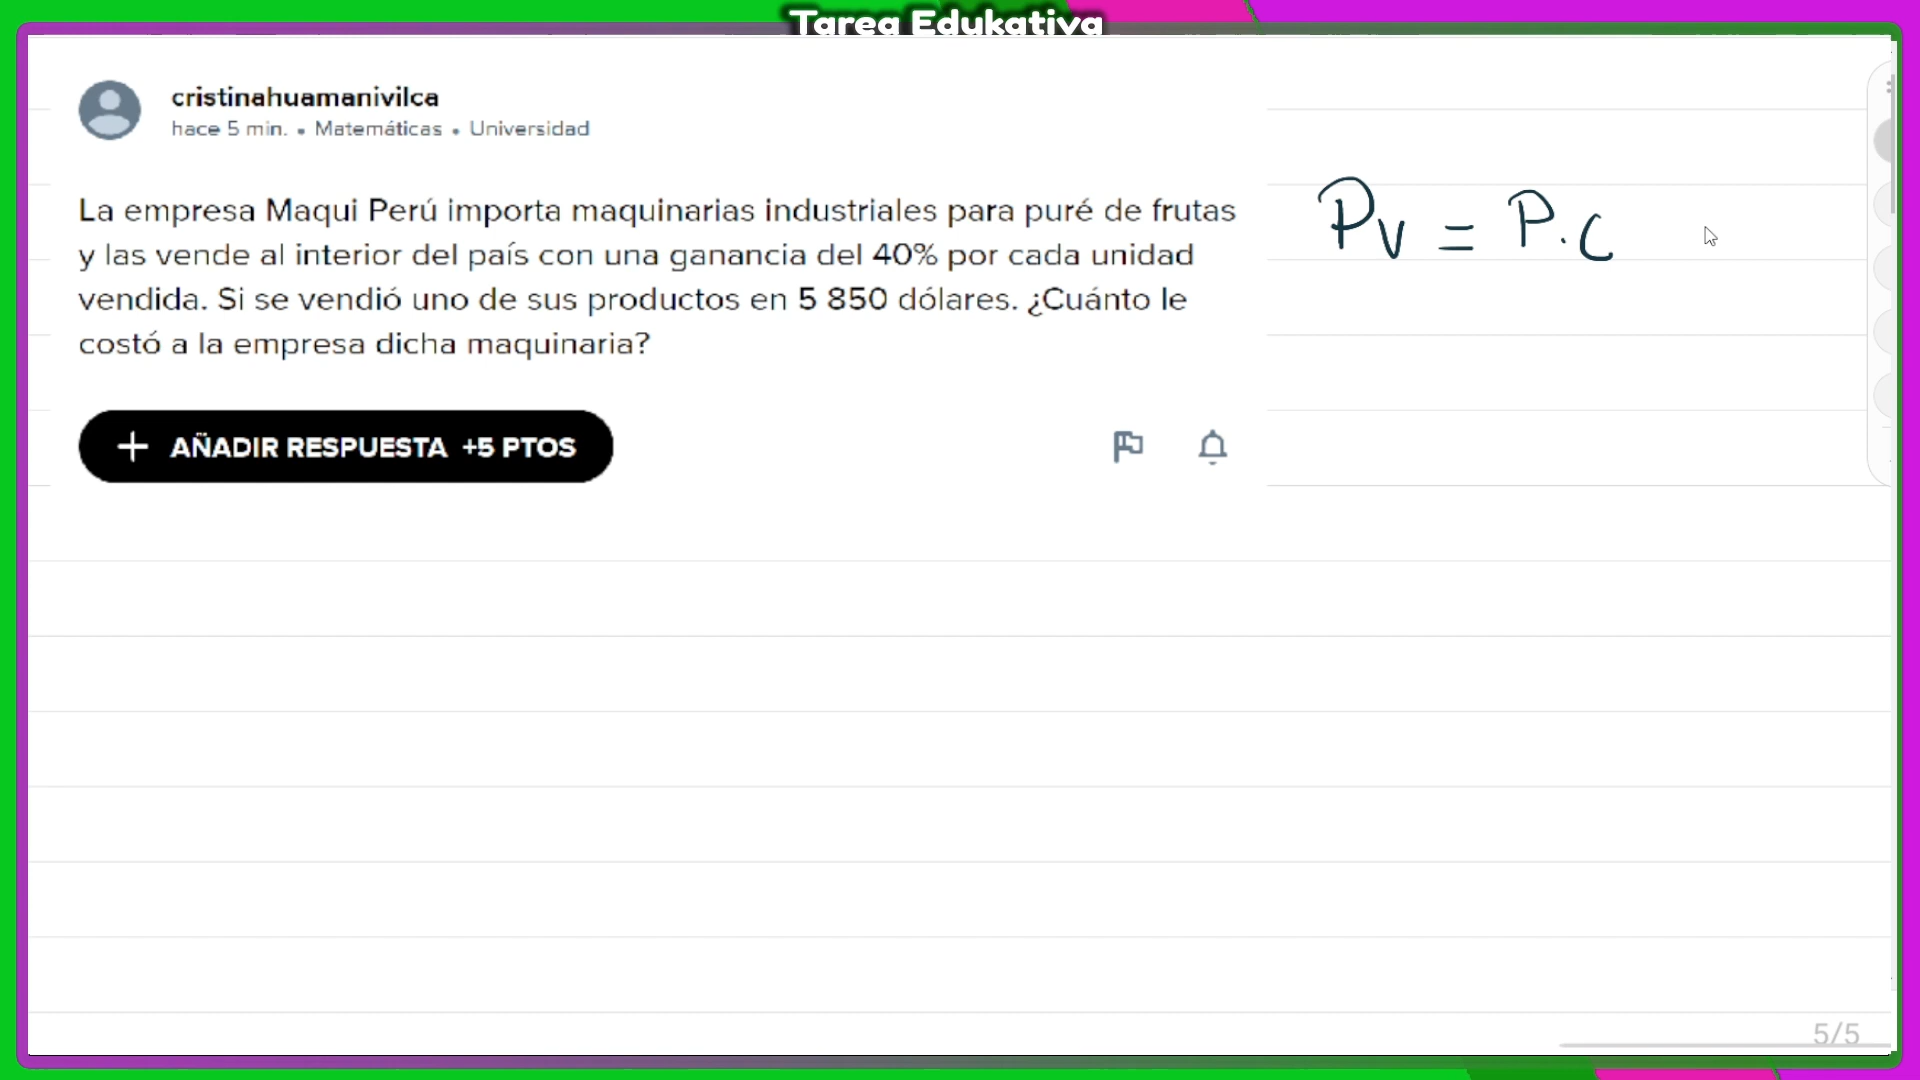 Tarea Edukativa
cristinahuamanivilca
hace 5 min. • Matemáticas • Universidad
La empresa Maqui Perú importa maquinarias industriales para puré de frutas
y las vende al interior del país con una ganancia del 40% por cada unidad
vendida. Si se vendió uno de sus productos en 5 850 dólares. ¿Cuánto le
costó a la empresa dicha maquinaria?
+ AÑADIR RESPUESTA +5 PTOS
Pv = P.C
5/5